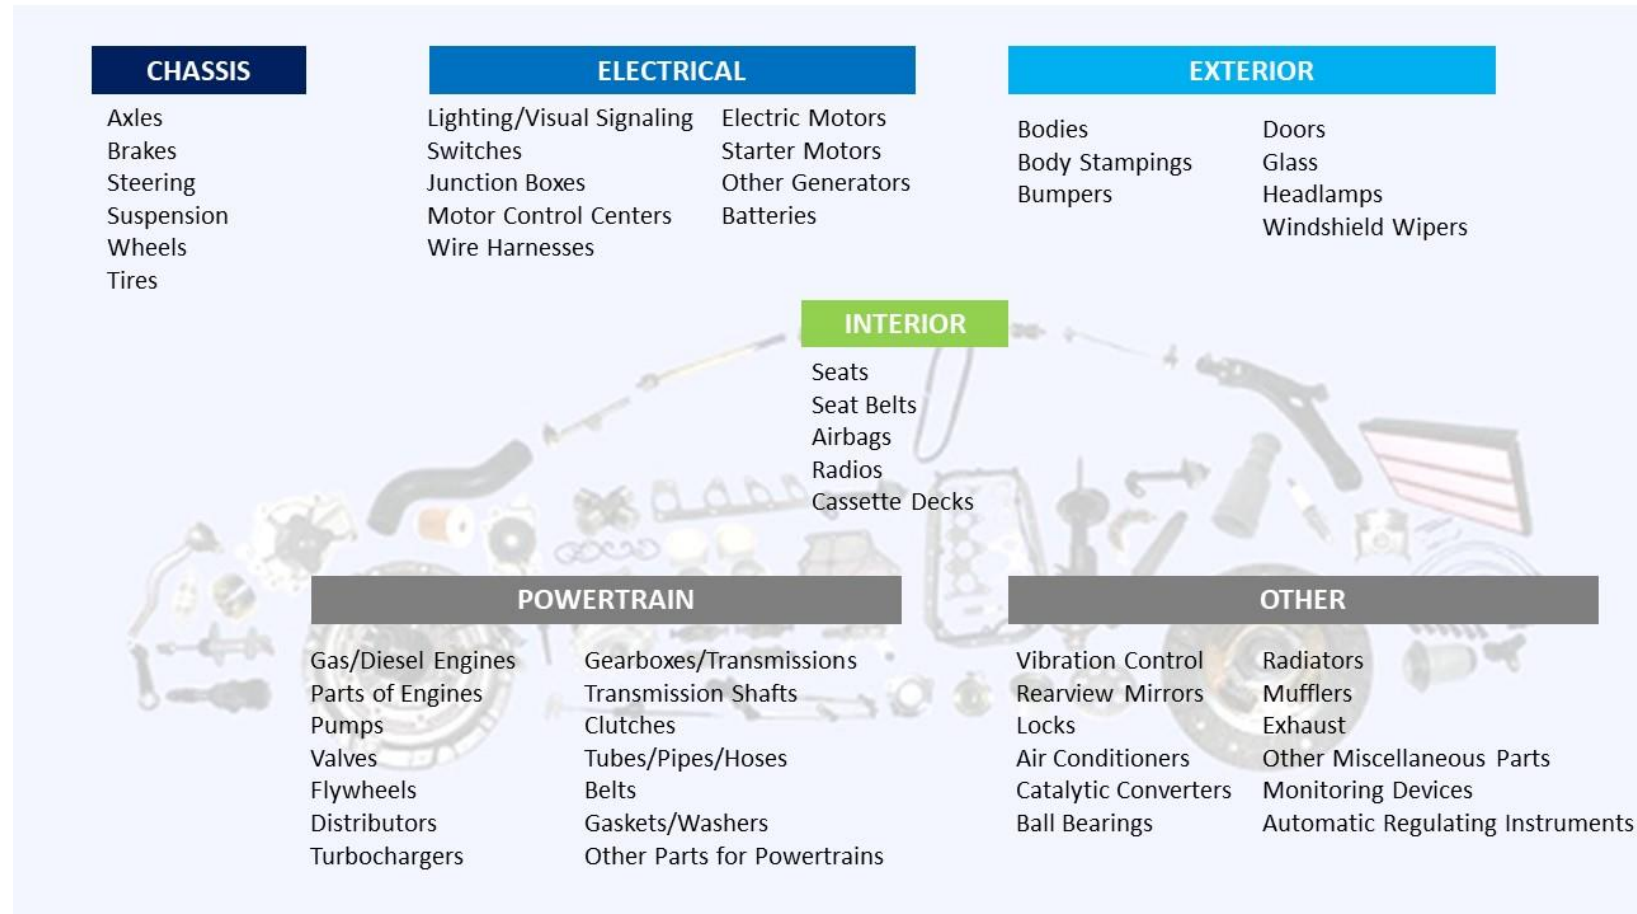 CHASSIS
Axles
Brakes
Steering
Suspension
Wheels
Tires
ELECTRICAL
Lighting/Visual Signaling
Switches
Junction Boxes
Motor Control Centers
Wire Harnesses
Electric Motors
Starter Motors
Other Generators
Batteries
EXTERIOR
Bodies
Body Stampings
Bumpers
Doors
Glass
Headlamps
Windshield Wipers
INTERIOR
Seats
Seat Belts
Airbags
Radios
Cassette Decks
POWERTRAIN
Gas/Diesel Engines
Parts of Engines
Pumps
Valves
Flywheels
Distributors
Turbochargers
Gearboxes/Transmissions
Transmission Shafts
Clutches
Tubes/Pipes/Hoses
Belts
Gaskets/Washers
Other Parts for Powertrains
OTHER
Vibration Control
Rearview Mirrors
Locks
Air Conditioners
Catalytic Converters
Ball Bearings
Radiators
Mufflers
Exhaust
Other Miscellaneous Parts
Monitoring Devices
Automatic Regulating Instruments